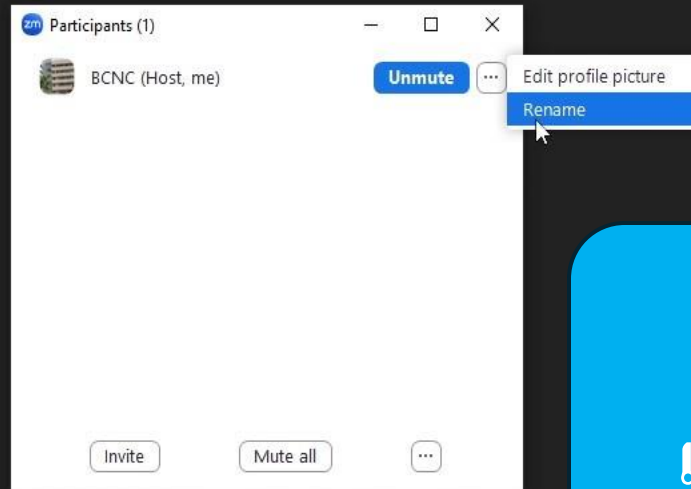 zm Participants (1)
BCNC (Host, me)
Unmute
...
Edit profile picture
Rename
Invite
Mute all
...